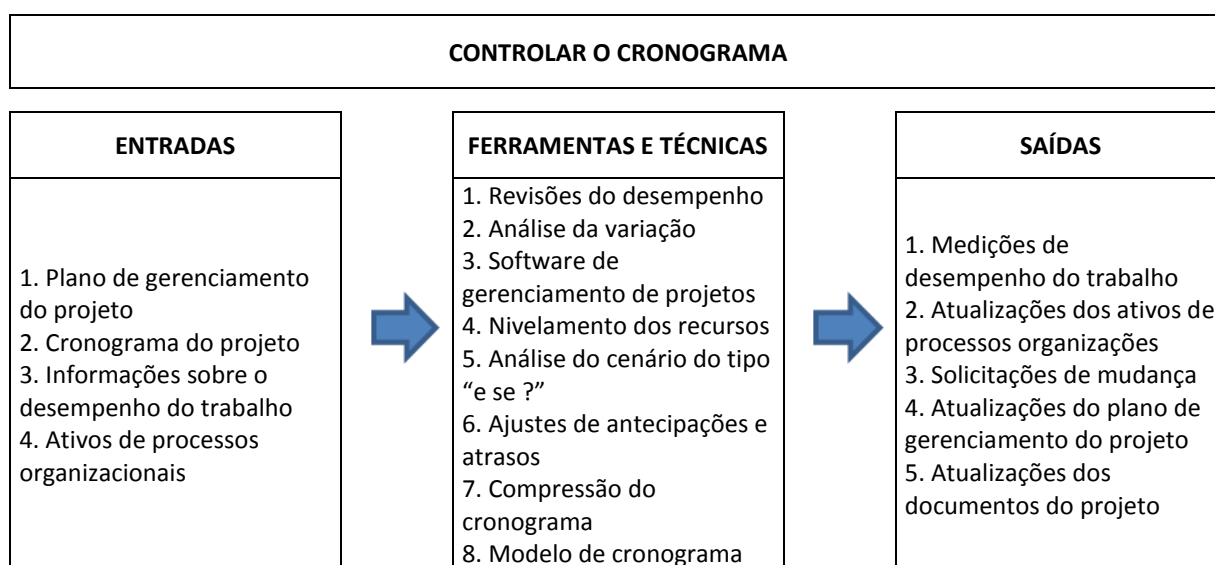 CONTROLAR O CRONOGRAMA
ENTRADAS
1. Plano de gerenciamento
do projeto
2. Cronograma do projeto
3. Informações sobre o
desempenho do trabalho
4. Ativos de processos
organizacionais
FERRAMENTAS E TÉCNICAS
1. Revisões do desempenho
2. Análise da variação
3. Software de
gerenciamento de projetos
4. Nivelamento dos recursos
5. Análise do cenário do tipo
“e se ?”
6. Ajustes de antecipações e
atrasos
7. Compressão do
cronograma
8. Modelo de cronograma
SAÍDAS
1. Medições de
desempenho do trabalho
2. Atualizações dos ativos de
processos organizações
3. Solicitações de mudança
4. Atualizações do plano de
gerenciamento do projeto
5. Atualizações dos
documentos do projeto